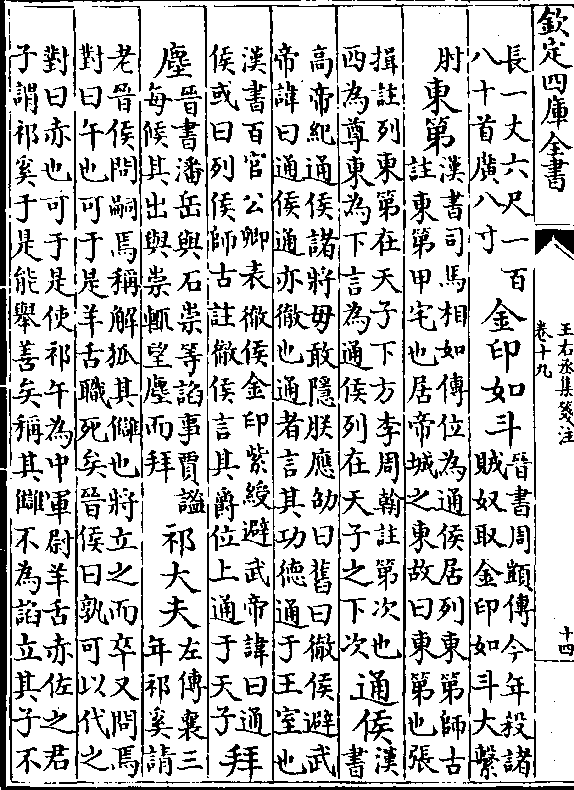 欽定四庫全書
王右丞集箋注
卷十九
十四
長一丈六尺一百
八十首廣八寸
金印如斗
晉書周顗傳今年殺諸
賊奴取金印如斗大繫
肘
東第
漢書司馬相如傳位為通侯居列東第師古
註東第甲宅也居帝城之東故曰東第也張
揖註列東第在天子下方李周翰註第次也
西為尊東為下言為通侯列在天子之下次
通侯
漢
書
高帝紀通侯諸將毋敢隱朕應劭曰舊曰徹侯避武
帝諱曰通侯通亦徹也通者言其功德通于王室也
漢書百官公卿表徹侯金印紫綬避武帝諱曰通
侯或曰列侯師古註徹侯言其爵位上通于天子
拜
塵
晉書潘岳與石崇等諂事賈謐
每候其出與崇輒望塵而拜
祁大夫
左傳襄三
年祁奚請
老晉侯問嗣焉稱解狐其讎也將立之而卒又問焉
對曰午也可于是羊舌職死矣晉侯曰孰可以代之
對曰赤也可于是使祁午為中軍尉羊舌赤佐之君
子謂祁奚于是能舉善矣稱其讎不為諂立其子不